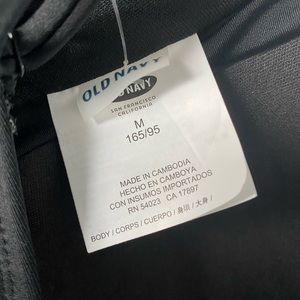 OLD NAVY
OLD NAVY
SAN FRANCISCO
CALIFORNIA
M
165/95
MADE IN CAMBODIA
HECHO EN CAMBOYA
CON INSUMOS IMPORTADOS
RN 54023 CA 17897
BODY / CORPS / CUERPO / 身長 / 大身 /